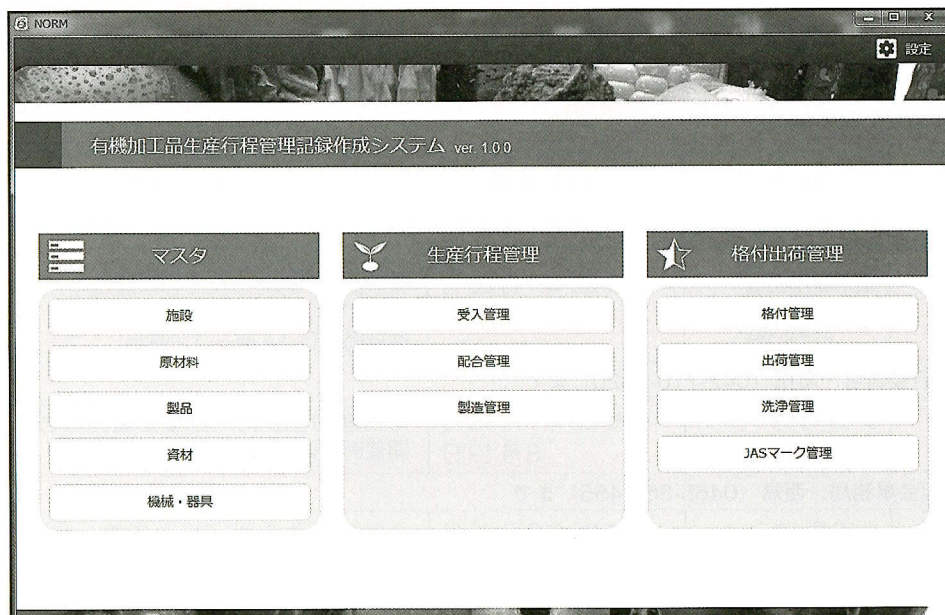 NORM
設定
有機加工品生産行程管理記録作成システム ver. 1.0.0
マスタ
施設
原材料
製品
資材
機械・器具
生産行程管理
受入管理
配合管理
製造管理
格付出荷管理
格付管理
出荷管理
洗浄管理
JASマーク管理